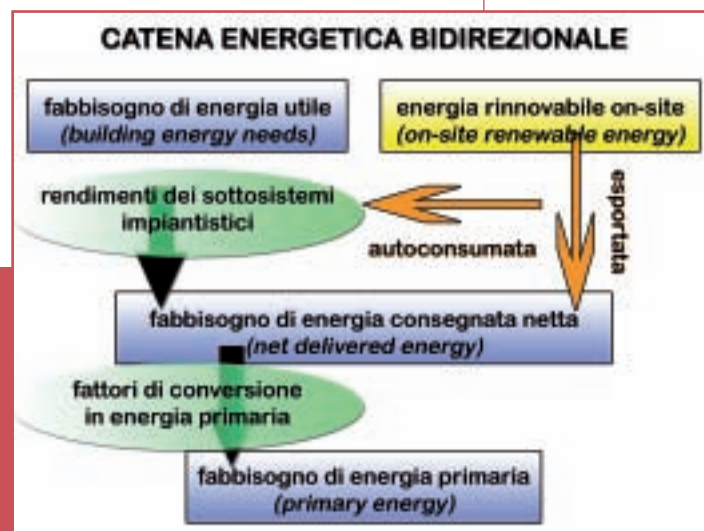 CATENA ENERGETICA BIDIREZIONALE
fabbisogno di energia utile
(building energy needs)
energia rinnovabile on-site
(on-site renewable energy)
rendimenti dei sottosistemi
impiantistici
autoconsumata
esportata
fabbisogno di energia consegnata netta
(net delivered energy)
fattori di conversione
in energia primaria
fabbisogno di energia primaria
(primary energy)